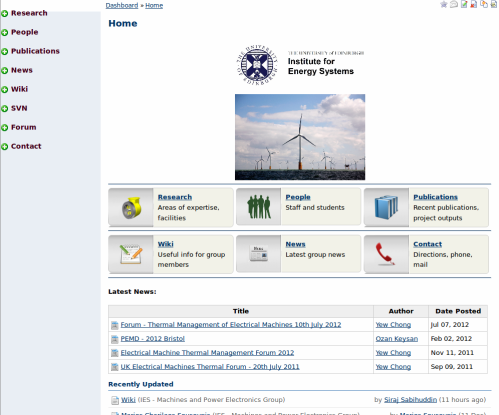 Dashboard » Home
Research
People
Publications
News
Wiki
SVN
Forum
Contact
Home
THE UNIVERSITY of EDINBURGH
Institute for
Energy Systems
Research
Areas of expertise,
facilities
People
Staff and students
Publications
Recent publications,
project outputs
Wiki
Useful info for group
members
News
Latest group news
Contact
Directions, phone,
mail
Latest News:
Title Author Date Posted
Forum - Thermal Management of Electrical Machines 10th July 2012 Yew Chong Jul 07, 2012
PEMD - 2012 Bristol Ozan Keysan Feb 02, 2012
Electrical Machine Thermal Management Forum 2012 Yew Chong Nov 11, 2011
UK Electrical Machines Thermal Forum - 20th July 2011 Yew Chong Sep 09, 2011
Recently Updated
Wiki (IES - Machines and Power Electronics Group) by Siraj Sabihuddin (11 hours ago)